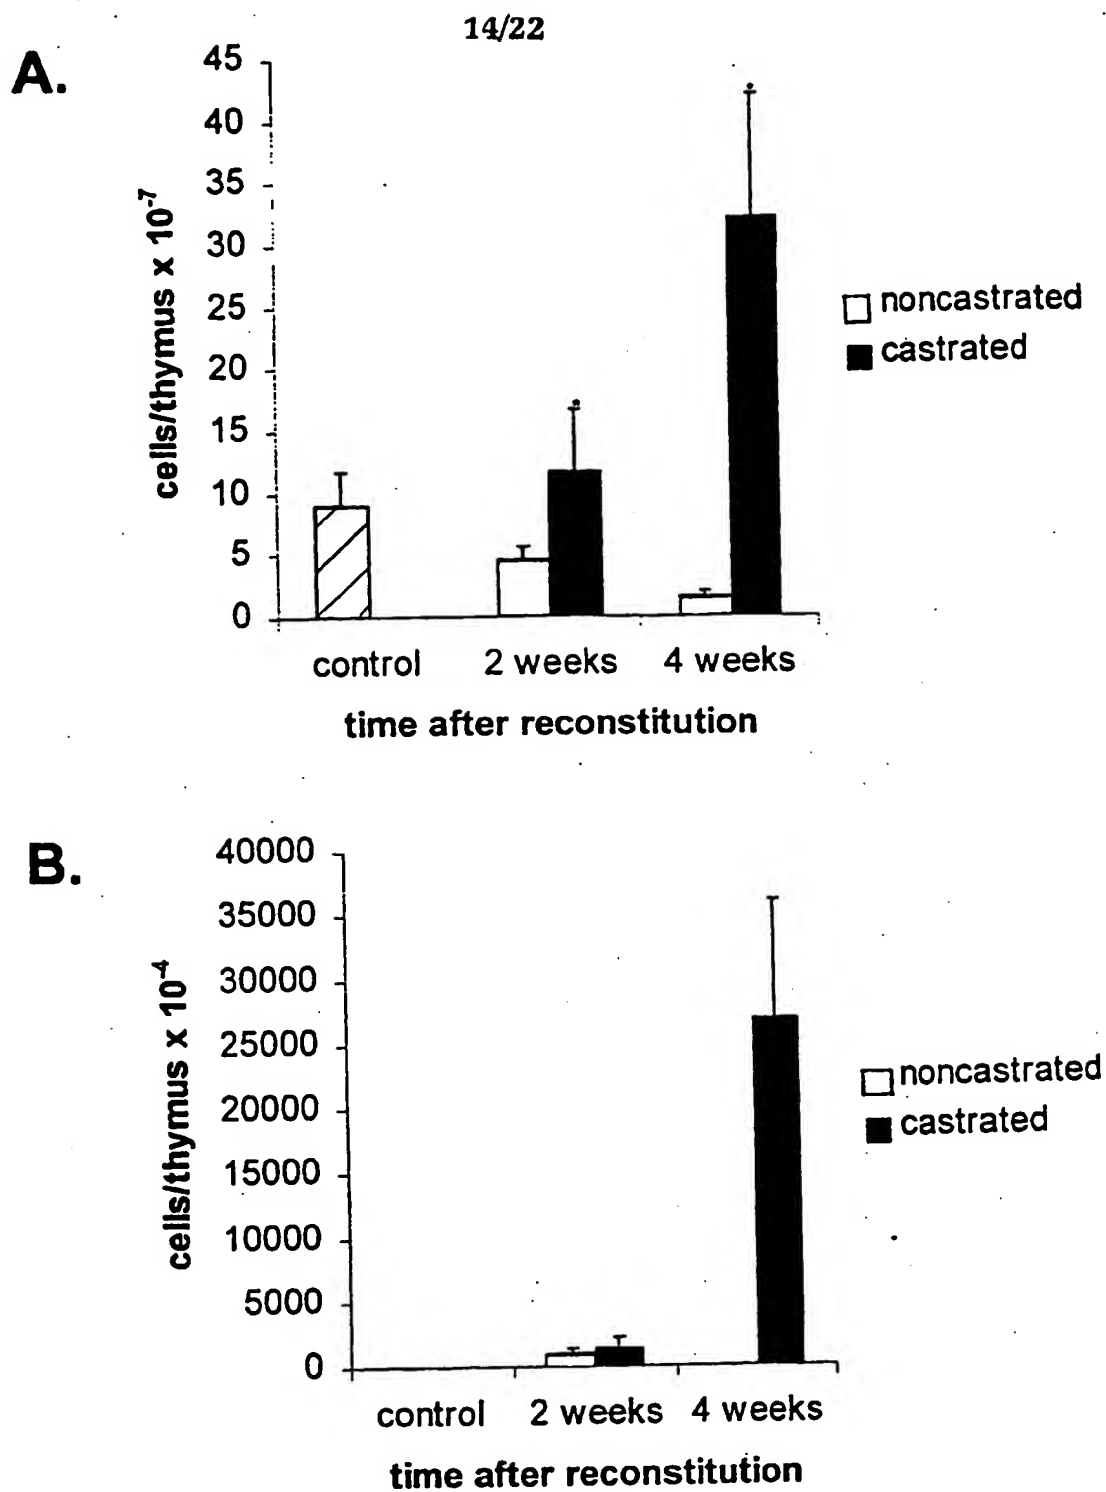 14/22
A.
45
40
35
30
25
20
15
10
5
0
cells/thymus x 10⁻⁷
noncastrated
castrated
control 2 weeks 4 weeks
time after reconstitution
B.
40000
35000
30000
25000
20000
15000
10000
5000
0
cells/thymus x 10⁻⁴
noncastrated
castrated
control 2 weeks 4 weeks
time after reconstitution